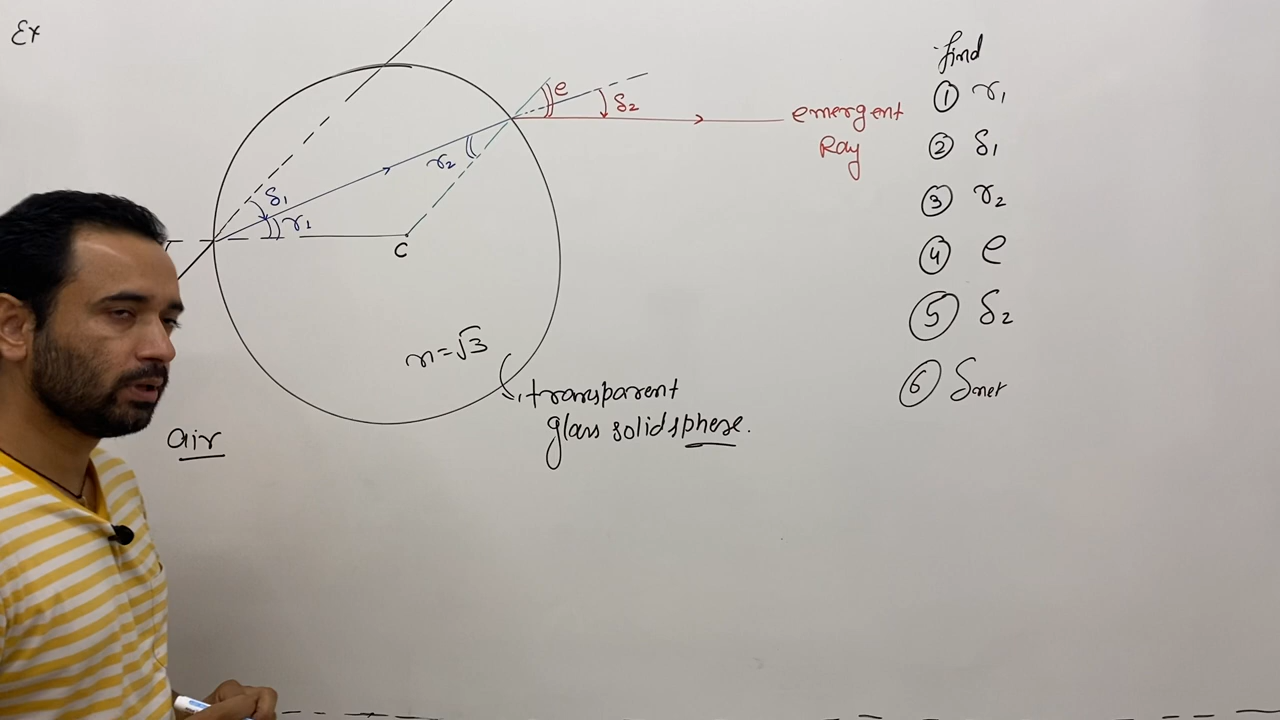 Ex
find
① r₁
② δ₁
③ r₂
④ e
⑤ δ₂
⑥ δnet
e
δ₂
emergent
Ray
r₂
δ₁
r₁
C
n=√3
transparent
glass solid sphere.
air